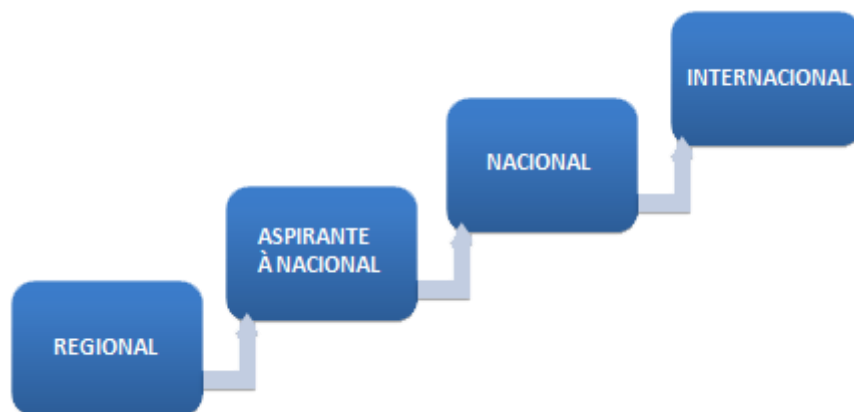 INTERNACIONAL
NACIONAL
ASPIRANTE
À NACIONAL
REGIONAL